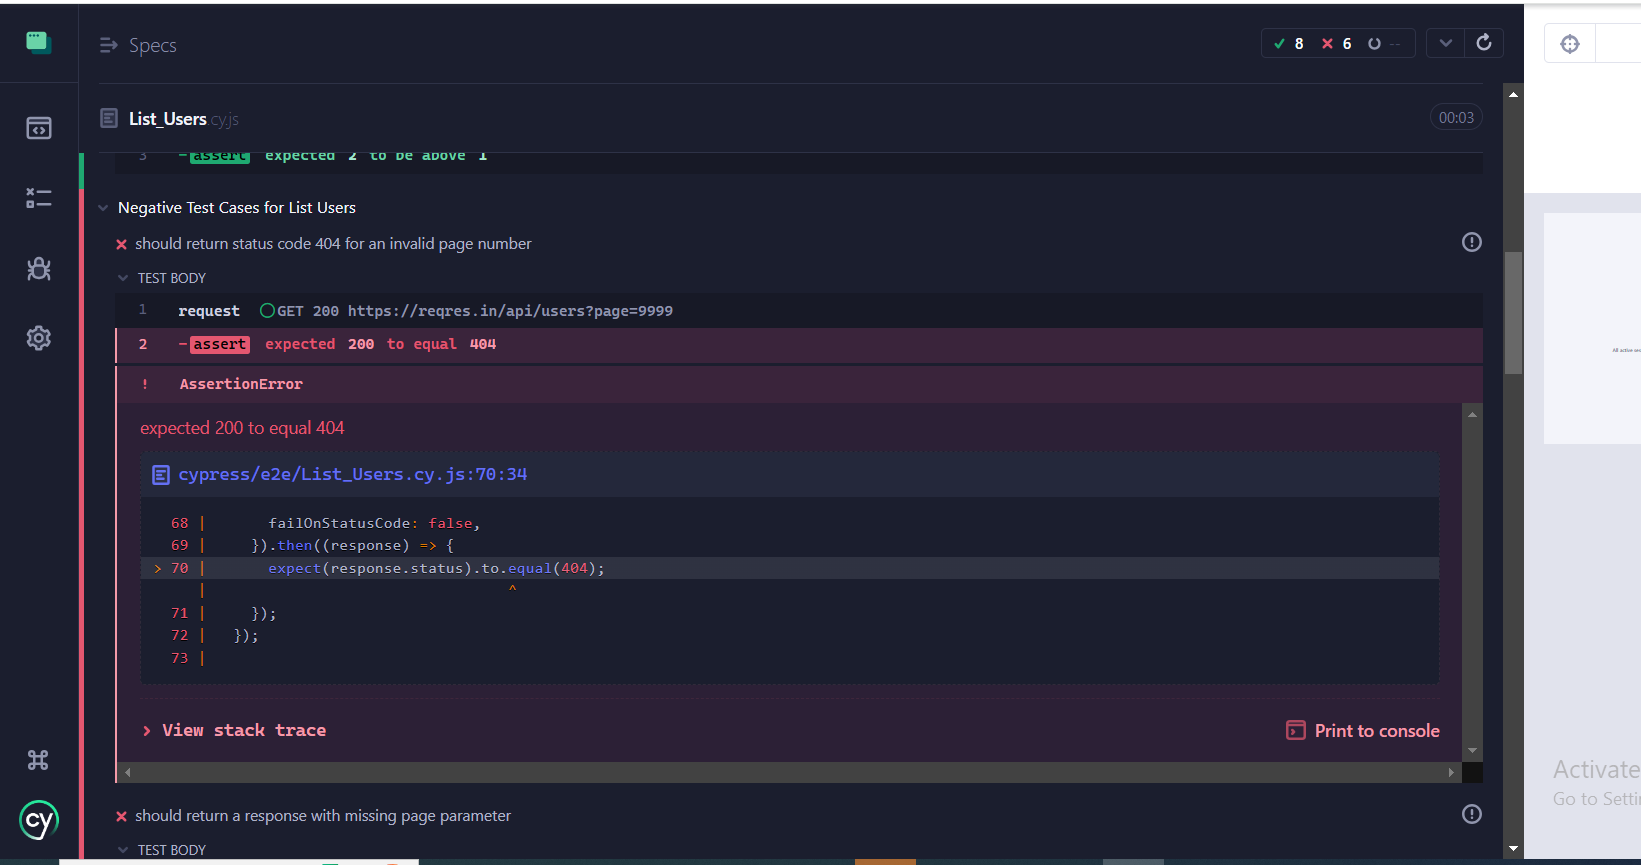 Specs
8 6 --
List_Users.cy.js
00:03
3 -assert expected 2 to be above 1
Negative Test Cases for List Users
should return status code 404 for an invalid page number
TEST BODY
1 request GET 200 https://reqres.in/api/users?page=9999
2 -assert expected 200 to equal 404
! AssertionError
expected 200 to equal 404
cypress/e2e/List_Users.cy.js:70:34
68 | failOnStatusCode: false,
69 | }).then((response) => {
> 70 | expect(response.status).to.equal(404);
| ^
71 | });
72 | });
73 |
> View stack trace
Print to console
should return a response with missing page parameter
TEST BODY
cy
All active
Activate
Go to Setti